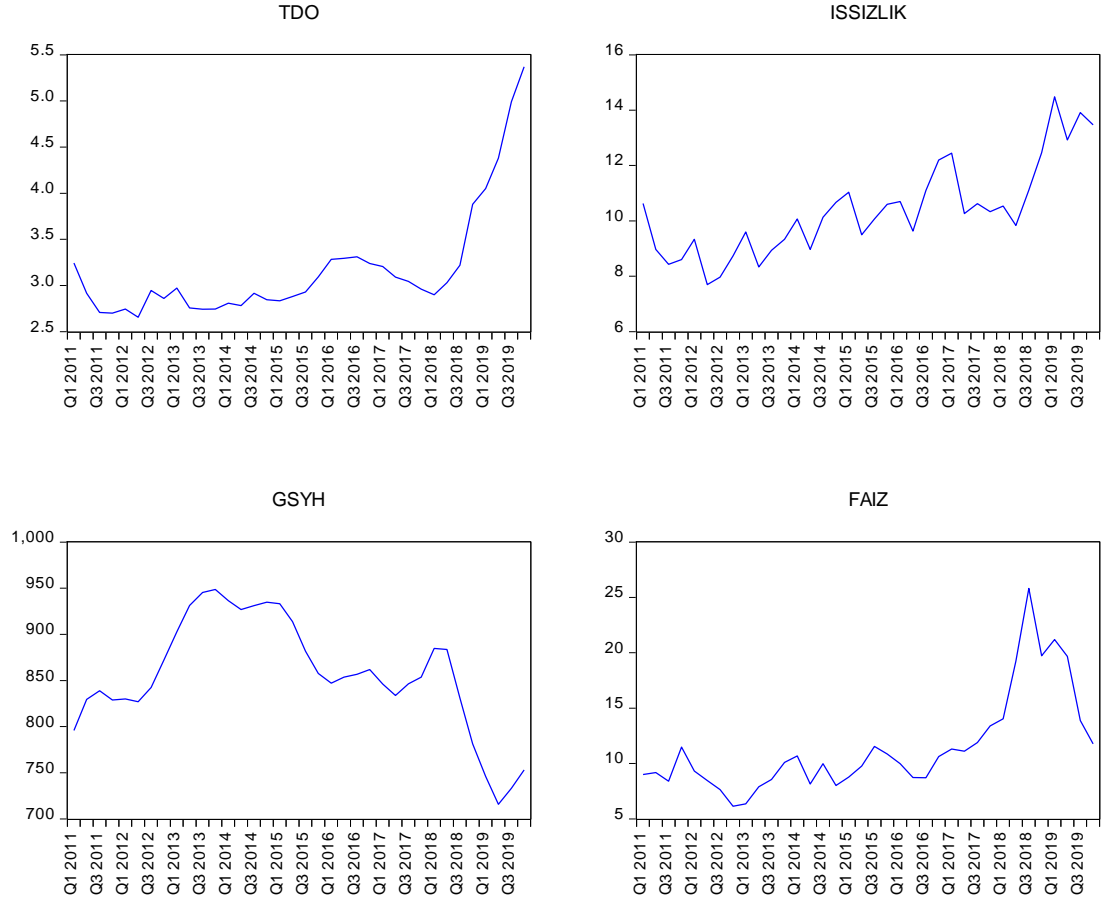 TDO
5.5
5.0
4.5
4.0
3.5
3.0
2.5
Q1 2011
Q3 2011
Q1 2012
Q3 2012
Q1 2013
Q3 2013
Q1 2014
Q3 2014
Q1 2015
Q3 2015
Q1 2016
Q3 2016
Q1 2017
Q3 2017
Q1 2018
Q3 2018
Q1 2019
Q3 2019
ISSIZLIK
16
14
12
10
8
6
Q1 2011
Q3 2011
Q1 2012
Q3 2012
Q1 2013
Q3 2013
Q1 2014
Q3 2014
Q1 2015
Q3 2015
Q1 2016
Q3 2016
Q1 2017
Q3 2017
Q1 2018
Q3 2018
Q1 2019
Q3 2019
GSYH
1,000
950
900
850
800
750
700
Q1 2011
Q3 2011
Q1 2012
Q3 2012
Q1 2013
Q3 2013
Q1 2014
Q3 2014
Q1 2015
Q3 2015
Q1 2016
Q3 2016
Q1 2017
Q3 2017
Q1 2018
Q3 2018
Q1 2019
Q3 2019
FAIZ
30
25
20
15
10
5
Q1 2011
Q3 2011
Q1 2012
Q3 2012
Q1 2013
Q3 2013
Q1 2014
Q3 2014
Q1 2015
Q3 2015
Q1 2016
Q3 2016
Q1 2017
Q3 2017
Q1 2018
Q3 2018
Q1 2019
Q3 2019